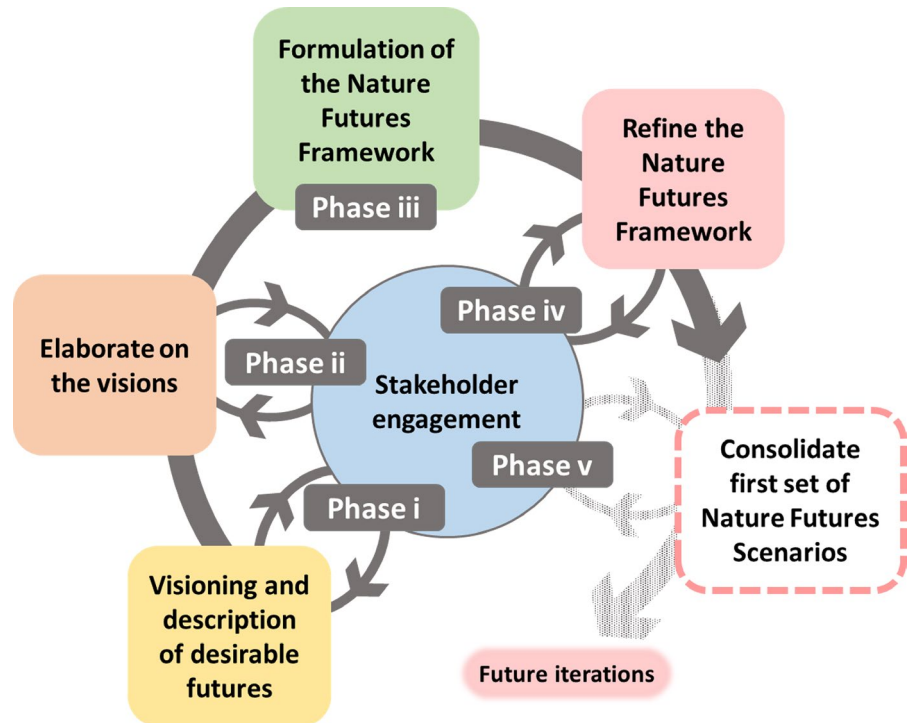 Formulation of
the Nature
Futures
Framework
Phase iii
Refine the
Nature
Futures
Framework
Phase iv
Elaborate on
the visions
Phase ii
Stakeholder
engagement
Phase v
Consolidate
first set of
Nature Futures
Scenarios
Phase i
Visioning and
description
of desirable
futures
Future iterations